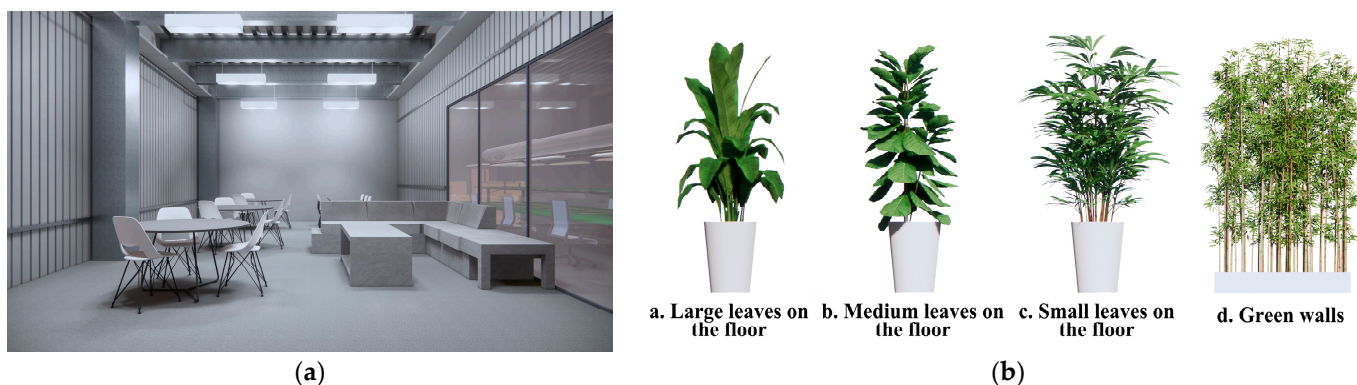 a. Large leaves on
the floor
b. Medium leaves on
the floor
c. Small leaves on
the floor
d. Green walls
(a)
(b)